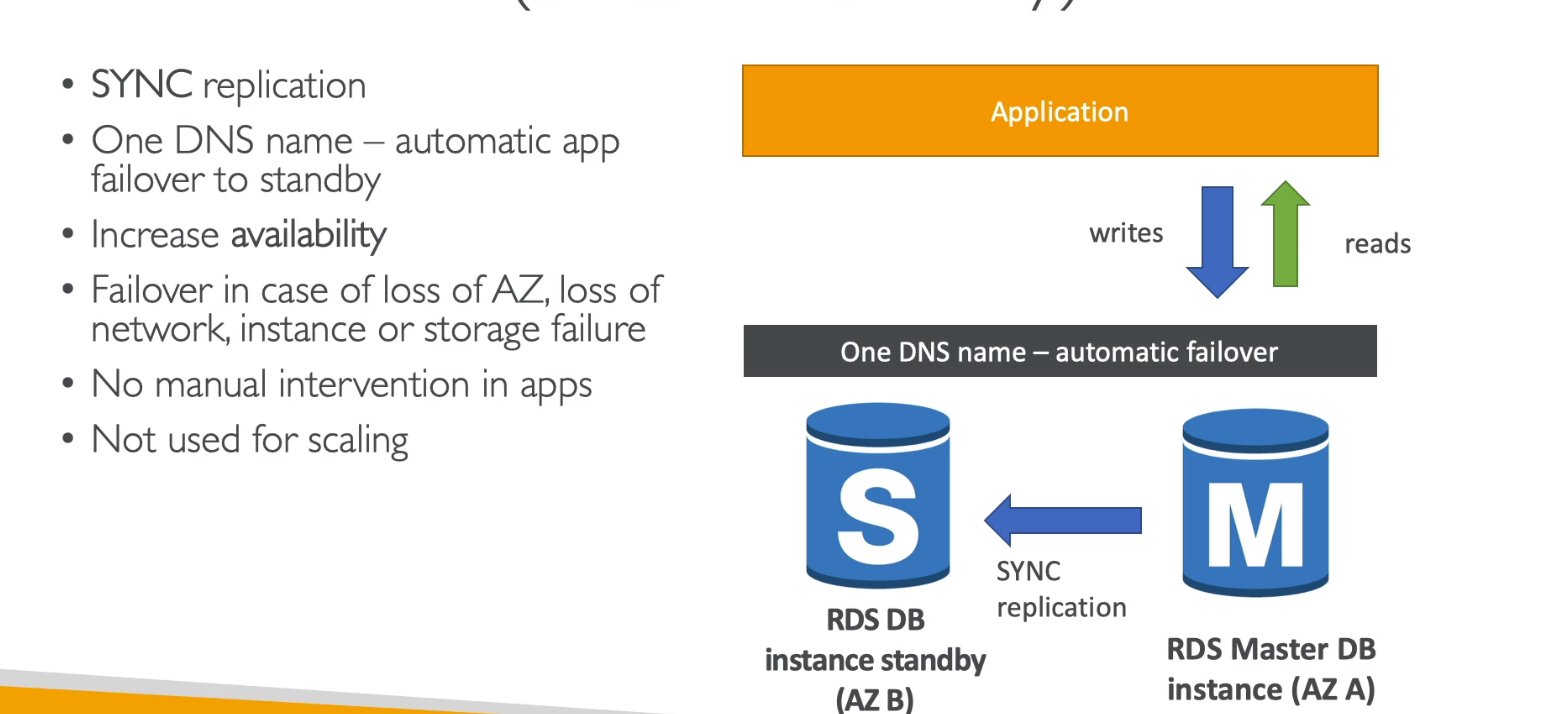 • SYNC replication
• One DNS name – automatic app
failover to standby
• Increase availability
• Failover in case of loss of AZ, loss of
network, instance or storage failure
• No manual intervention in apps
• Not used for scaling
Application
writes
reads
One DNS name – automatic failover
S
M
SYNC
replication
RDS DB
instance standby
(AZ B)
RDS Master DB
instance (AZ A)